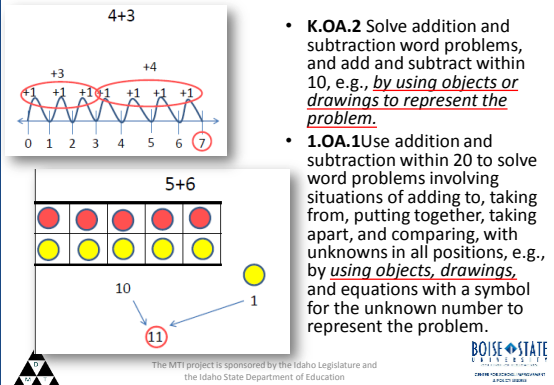 4+3
+3
+4
+1 +1 +1 +1 +1 +1 +1
0 1 2 3 4 5 6 7
5+6
10
1
11
• K.OA.2 Solve addition and
subtraction word problems,
and add and subtract within
10, e.g., by using objects or
drawings to represent the
problem.
• 1.OA.1Use addition and
subtraction within 20 to solve
word problems involving
situations of adding to, taking
from, putting together, taking
apart, and comparing, with
unknowns in all positions, e.g.,
by using objects, drawings,
and equations with a symbol
for the unknown number to
represent the problem.
D
M T
The MTI project is sponsored by the Idaho Legislature and
the Idaho State Department of Education
BOISE STATE
UNIVERSITY